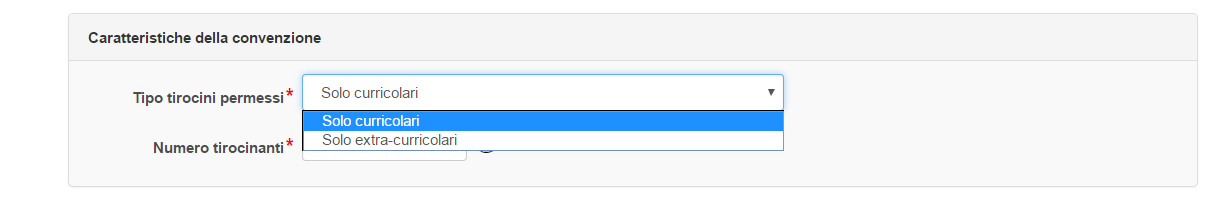 Caratteristiche della convenzione
Tipo tirocini permessi* Solo curricolari
Solo curricolari
Solo extra-curricolari
Numero tirocinanti*